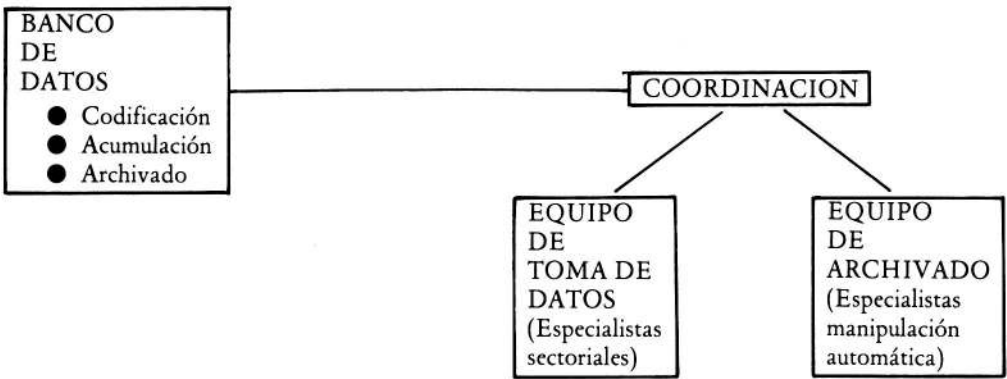 BANCO
DE
DATOS
● Codificación
● Acumulación
● Archivado
COORDINACION
EQUIPO
DE
TOMA DE
DATOS
(Especialistas
sectoriales)
EQUIPO
DE
ARCHIVADO
(Especialistas
manipulación
automática)